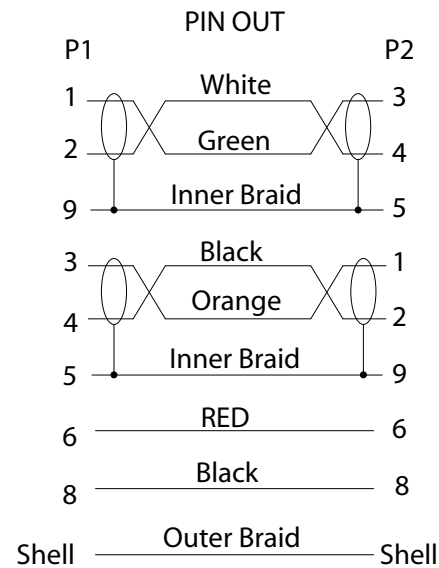 PIN OUT
P1 P2
1 White 3
2 Green 4
9 Inner Braid 5
3 Black 1
4 Orange 2
5 Inner Braid 9
6 RED 6
8 Black 8
Shell Outer Braid Shell